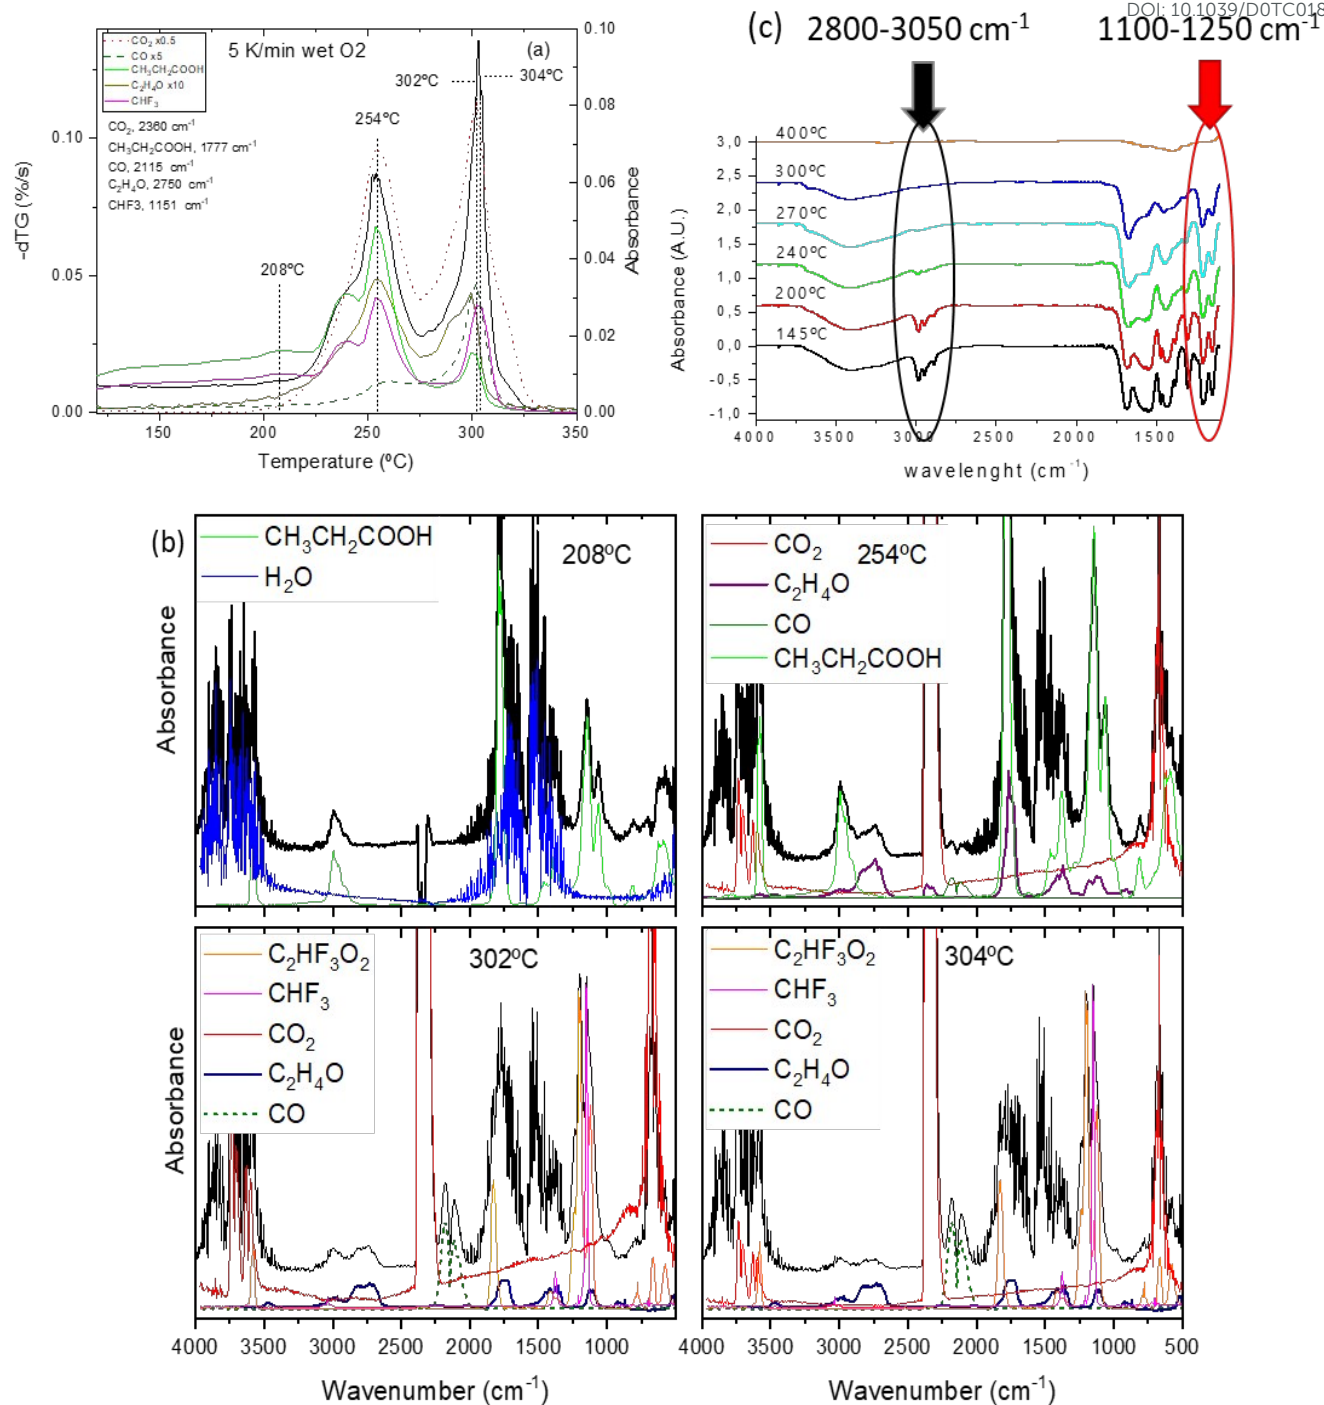 DOI: 10.1039/D0TC018
(a)
5 K/min wet O2
CO₂ x0.5
CO x5
CH₃CH₂COOH
C₂H₄O x10
CHF₃
CO₂, 2360 cm⁻¹
CH₃CH₂COOH, 1777 cm⁻¹
CO, 2115 cm⁻¹
C₂H₄O, 2750 cm⁻¹
CHF3, 1151 cm⁻¹
208ºC
254ºC
302ºC
304ºC
-dTG (%/s)
0.10
0.05
0.00
Absorbance
0.10
0.08
0.06
0.04
0.02
0.00
150 200 250 300 350
Temperature (ºC)
(c) 2800-3050 cm⁻¹ 1100-1250 cm⁻¹
Absorbance (A.U.)
3,0
2,5
2,0
1,5
1,0
0,5
0,0
-0,5
-1,0
400ºC
300ºC
270ºC
240ºC
200ºC
145ºC
4000 3500 3000 2500 2000 1500
wavelenght (cm⁻¹)
(b)
Absorbance
CH₃CH₂COOH
H₂O
208ºC
CO₂
C₂H₄O
CO
CH₃CH₂COOH
254ºC
Absorbance
C₂HF₃O₂
CHF₃
CO₂
C₂H₄O
CO
302ºC
C₂HF₃O₂
CHF₃
CO₂
C₂H₄O
CO
304ºC
4000 3500 3000 2500 2000 1500 1000
4000 3500 3000 2500 2000 1500 1000 500
Wavenumber (cm⁻¹)
Wavenumber (cm⁻¹)